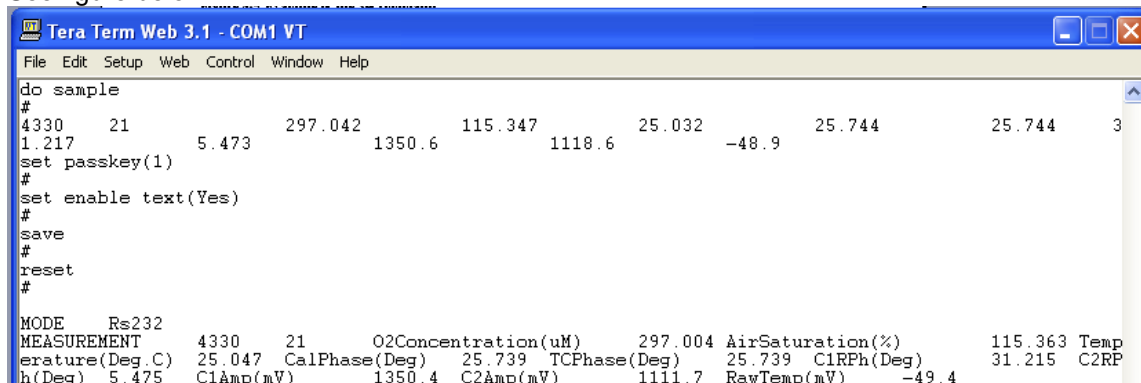 Tera Term Web 3.1 - COM1 VT
File Edit Setup Web Control Window Help
do sample
#
4330 21 297.042 115.347 25.032 25.744 25.744 3
1.217 5.473 1350.6 1118.6 -48.9
set passkey(1)
#
set enable text(Yes)
#
save
#
reset
#
MODE Rs232
MEASUREMENT 4330 21 O2Concentration(uM) 297.004 AirSaturation(%) 115.363 Temp
erature(Deg.C) 25.047 CalPhase(Deg) 25.739 TCPhase(Deg) 25.739 C1RPh(Deg) 31.215 C2RP
h(Deg) 5.475 C1Amp(mV) 1350.4 C2Amp(mV) 1111.7 RawTemp(mV) -49.4